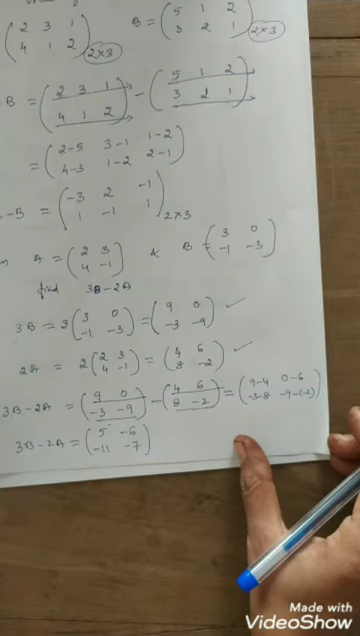 (2 3 1
4 1 2)2×3 B = (5 1 2
3 2 1)2×3
-B = (2 3 1
4 1 2) - (5 1 2
3 2 1)
= (2-5 3-1 1-2
4-3 1-2 2-1)
-B = (-3 2 -1
1 -1 1)2×3
A = (2 3
4 -1) & B = (3 0
-1 -3)
find 3B-2A
3B = 3(3 0
-1 -3) = (9 0
-3 -9) ✓
2A = 2(2 3
4 -1) = (4 6
8 -2) ✓
3B-2A = (9 0
-3 -9) - (4 6
8 -2) = (9-4 0-6
-3-8 -9-(-2))
3B-2A = (5 -6
-11 -7)
Made with
VideoShow